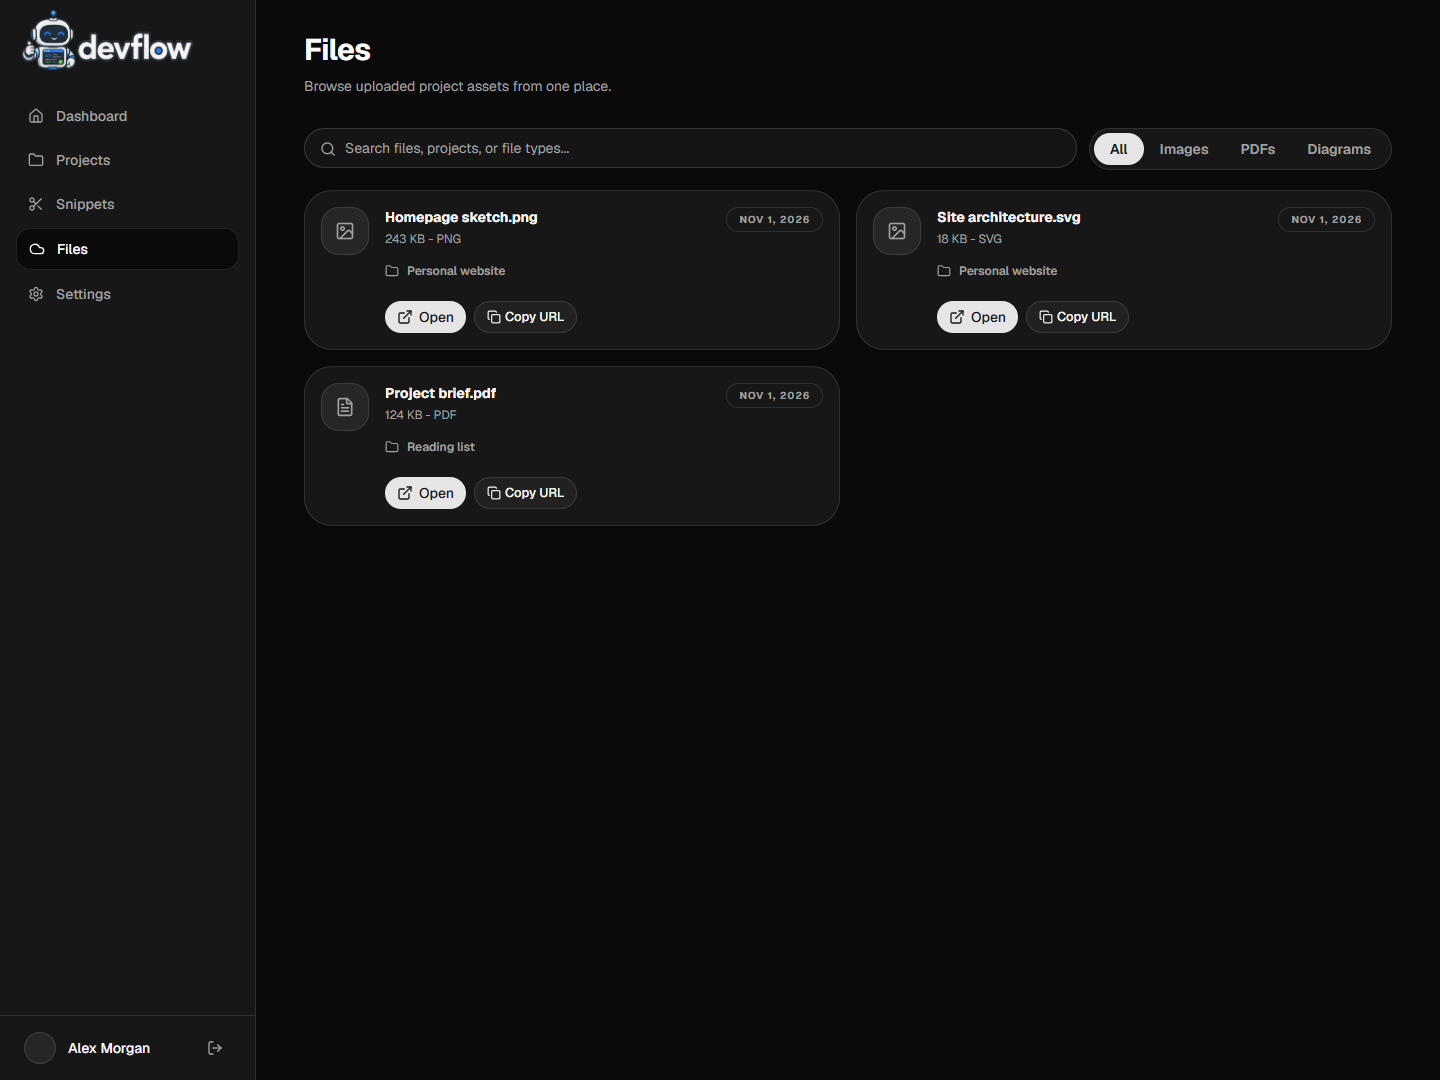 devflow
Dashboard
Projects
Snippets
Files
Settings
Alex Morgan
Files
Browse uploaded project assets from one place.
Search files, projects, or file types...
All
Images
PDFs
Diagrams
Homepage sketch.png
NOV 1, 2026
243 KB - PNG
Personal website
Open
Copy URL
Site architecture.svg
NOV 1, 2026
18 KB - SVG
Personal website
Open
Copy URL
Project brief.pdf
NOV 1, 2026
124 KB - PDF
Reading list
Open
Copy URL